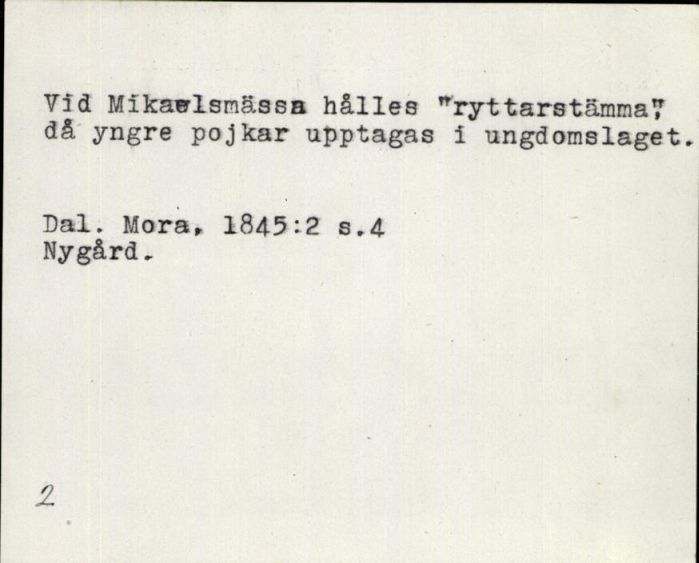 Vid Mikaelsmässa hålles "ryttarstämma",
då yngre pojkar upptagas i ungdomslaget.
Dal. Mora, 1845:2 s.4
Nygård.
2